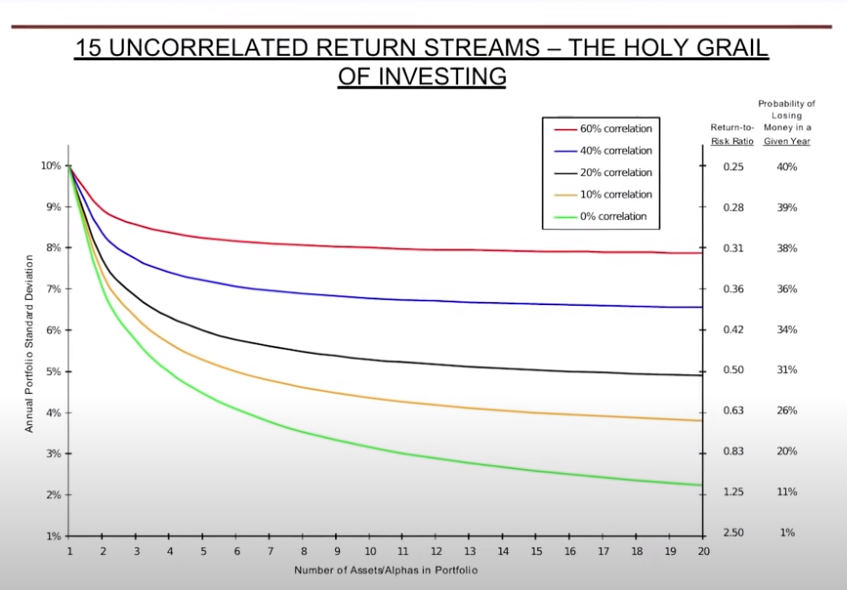 15 UNCORRELATED RETURN STREAMS – THE HOLY GRAIL
OF INVESTING
60% correlation
40% correlation
20% correlation
10% correlation
0% correlation
Return-to-
Risk Ratio
Probability of
Losing
Money in a
Given Year
Annual Portfolio Standard Deviation
10%
9%
8%
7%
6%
5%
4%
3%
2%
1%
0.25 40%
0.28 39%
0.31 38%
0.36 36%
0.42 34%
0.50 31%
0.63 26%
0.83 20%
1.25 11%
2.50 1%
1 2 3 4 5 6 7 8 9 10 11 12 13 14 15 16 17 18 19 20
Number of Assets/Alphas in Portfolio